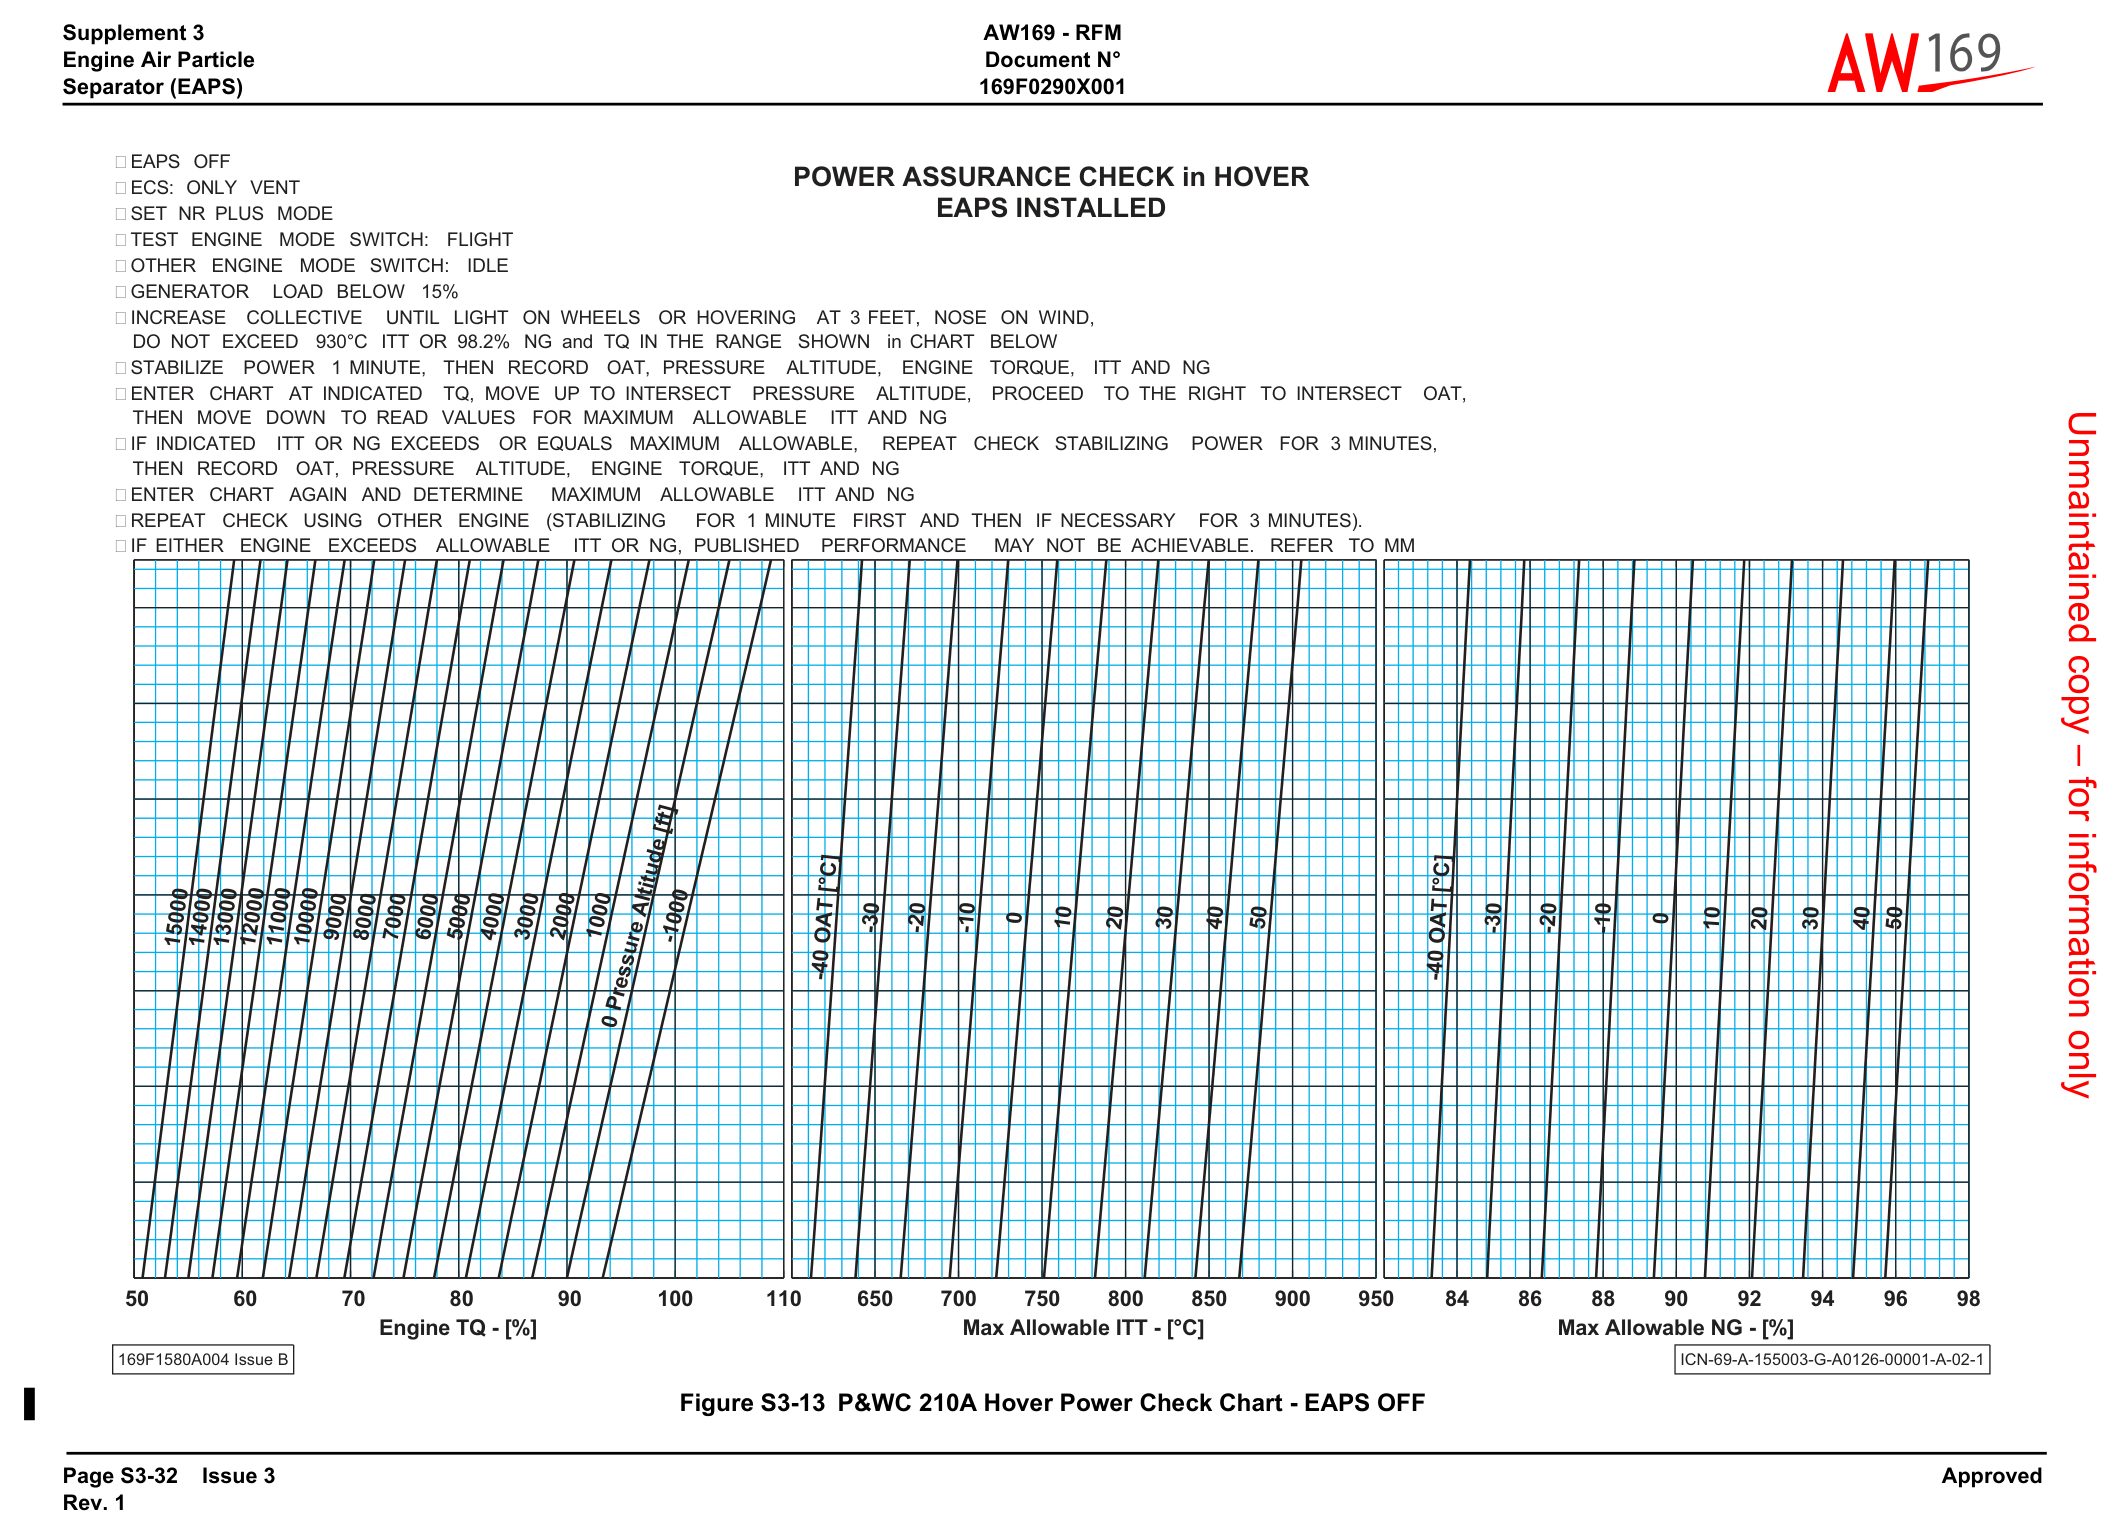 Supplement 3
Engine Air Particle
Separator (EAPS)
AW169 - RFM
Document N°
169F0290X001
AW169
POWER ASSURANCE CHECK in HOVER
EAPS INSTALLED
EAPS OFF
ECS: ONLY VENT
SET NR PLUS MODE
TEST ENGINE MODE SWITCH: FLIGHT
OTHER ENGINE MODE SWITCH: IDLE
GENERATOR LOAD BELOW 15%
INCREASE COLLECTIVE UNTIL LIGHT ON WHEELS OR HOVERING AT 3 FEET, NOSE ON WIND,
DO NOT EXCEED 930°C ITT OR 98.2% NG and TQ IN THE RANGE SHOWN in CHART BELOW
STABILIZE POWER 1 MINUTE, THEN RECORD OAT, PRESSURE ALTITUDE, ENGINE TORQUE, ITT AND NG
ENTER CHART AT INDICATED TQ, MOVE UP TO INTERSECT PRESSURE ALTITUDE, PROCEED TO THE RIGHT TO INTERSECT OAT,
THEN MOVE DOWN TO READ VALUES FOR MAXIMUM ALLOWABLE ITT AND NG
IF INDICATED ITT OR NG EXCEEDS OR EQUALS MAXIMUM ALLOWABLE, REPEAT CHECK STABILIZING POWER FOR 3 MINUTES,
THEN RECORD OAT, PRESSURE ALTITUDE, ENGINE TORQUE, ITT AND NG
ENTER CHART AGAIN AND DETERMINE MAXIMUM ALLOWABLE ITT AND NG
REPEAT CHECK USING OTHER ENGINE (STABILIZING FOR 1 MINUTE FIRST AND THEN IF NECESSARY FOR 3 MINUTES).
IF EITHER ENGINE EXCEEDS ALLOWABLE ITT OR NG, PUBLISHED PERFORMANCE MAY NOT BE ACHIEVABLE. REFER TO MM
15000 14000 13000 12000 11000 10000 9000 8000 7000 6000 5000 4000 3000 2000 1000 0 Pressure Altitude [ft] -1000
-40 OAT [°C] -30 -20 -10 0 10 20 30 40 50
-40 OAT [°C] -30 -20 -10 0 10 20 30 40 50
50 60 70 80 90 100 110
650 700 750 800 850 900 950
84 86 88 90 92 94 96 98
Engine TQ - [%]
Max Allowable ITT - [°C]
Max Allowable NG - [%]
169F1580A004 Issue B
ICN-69-A-155003-G-A0126-00001-A-02-1
Figure S3-13 P&WC 210A Hover Power Check Chart - EAPS OFF
Page S3-32 Issue 3
Rev. 1
Approved
Unmaintained copy – for information only